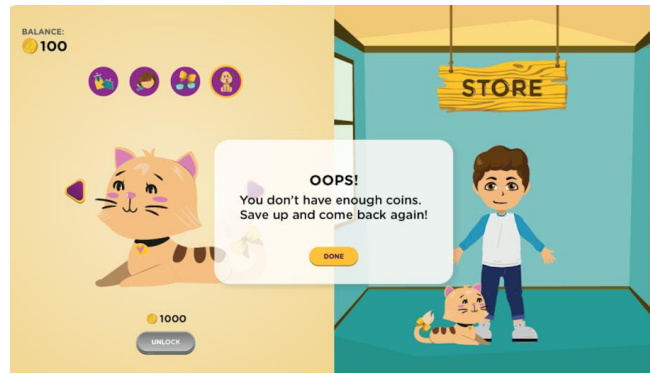 BALANCE:
100
STORE
OOPS!
You don't have enough coins.
Save up and come back again!
DONE
1000
UNLOCK